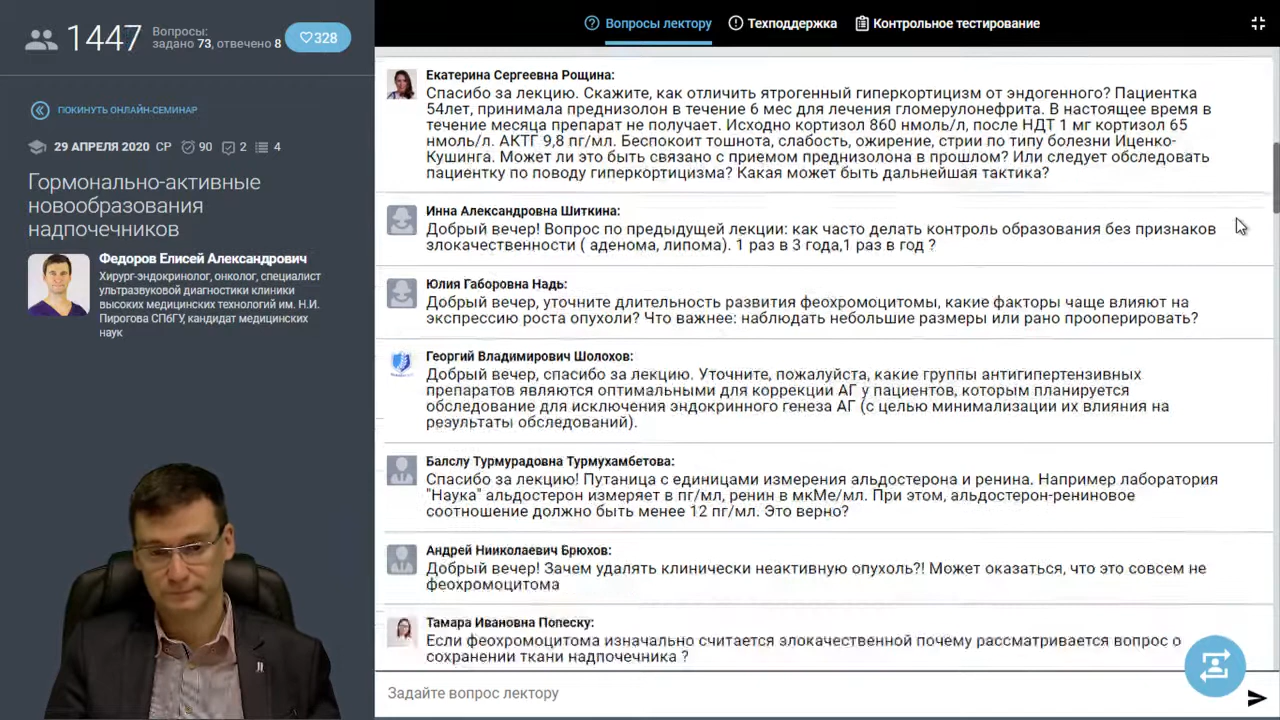 1447
Вопросы:
задано 73, отвечено 8
328
ПОКИНУТЬ ОНЛАЙН-СЕМИНАР
29 АПРЕЛЯ 2020 СР 90 2 4
Гормонально-активные
новообразования
надпочечников
Федоров Елисей Александрович
Хирург-эндокринолог, онколог, специалист
ультразвуковой диагностики клиники
высоких медицинских технологий им. Н.И.
Пирогова СПбГУ, кандидат медицинских
наук
Вопросы лектору
Техподдержка
Контрольное тестирование
Екатерина Сергеевна Рощина:
Спасибо за лекцию. Скажите, как отличить ятрогенный гиперкортицизм от эндогенного? Пациентка
54лет, принимала преднизолон в течение 6 мес для лечения гломерулонефрита. В настоящее время в
течение месяца препарат не получает. Исходно кортизол 860 нмоль/л, после НДТ 1 мг кортизол 65
нмоль/л. АКТГ 9,8 пг/мл. Беспокоит тошнота, слабость, ожирение, стрии по типу болезни Иценко-
Кушинга. Может ли это быть связано с приемом преднизолона в прошлом? Или следует обследовать
пациентку по поводу гиперкортицизма? Какая может быть дальнейшая тактика?
Инна Александровна Шиткина:
Добрый вечер! Вопрос по предыдущей лекции: как часто делать контроль образования без признаков
злокачественности ( аденома, липома). 1 раз в 3 года,1 раз в год ?
Юлия Габоровна Надь:
Добрый вечер, уточните длительность развития феохромоцитомы, какие факторы чаще влияют на
экспрессию роста опухоли? Что важнее: наблюдать небольшие размеры или рано прооперировать?
Георгий Владимирович Шолохов:
Добрый вечер, спасибо за лекцию. Уточните, пожалуйста, какие группы антигипертензивных
препаратов являются оптимальными для коррекции АГ у пациентов, которым планируется
обследование для исключения эндокринного генеза АГ (с целью минимализации их влияния на
результаты обследований).
Балслу Турмурадовна Турмухамбетова:
Спасибо за лекцию! Путаница с единицами измерения альдостерона и ренина. Например лаборатория
"Наука" альдостерон измеряет в пг/мл, ренин в мкМе/мл. При этом, альдостерон-рениновое
соотношение должно быть менее 12 пг/мл. Это верно?
Андрей Нииколаевич Брюхов:
Добрый вечер! Зачем удалять клинически неактивную опухоль?! Может оказаться, что это совсем не
феохромоцитома
Тамара Ивановна Попеску:
Если феохромоцитома изначально считается злокачественной почему рассматривается вопрос о
сохранении ткани надпочечника ?
Задайте вопрос лектору